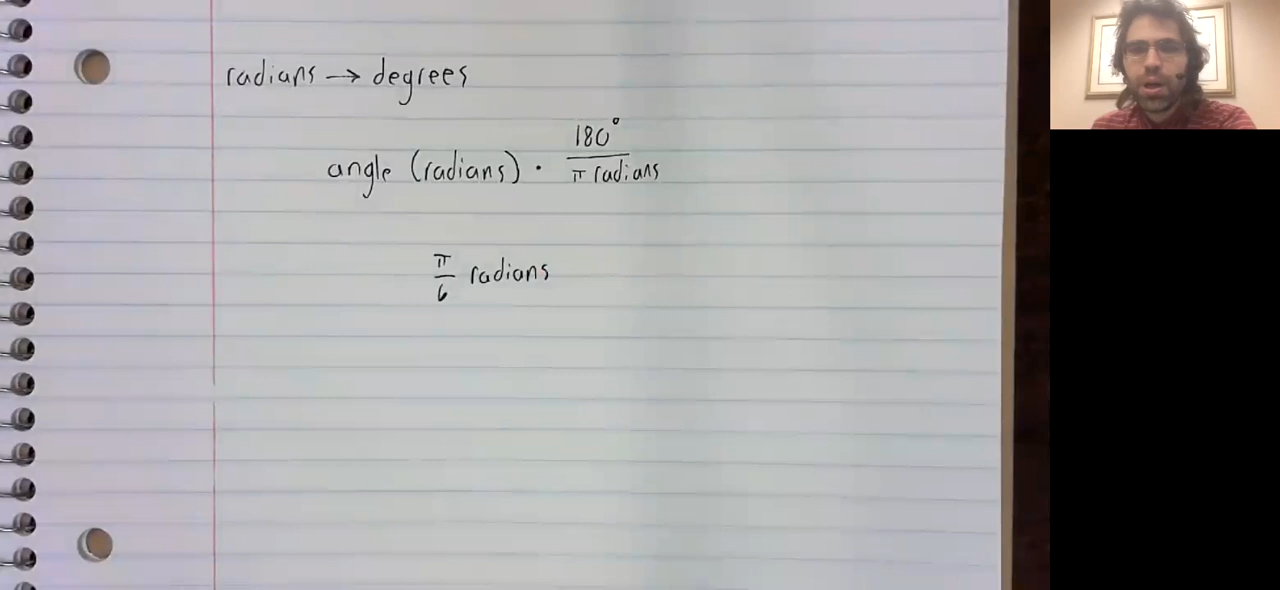 radians → degrees
angle (radians) · 180° / π radians
π/6 radians